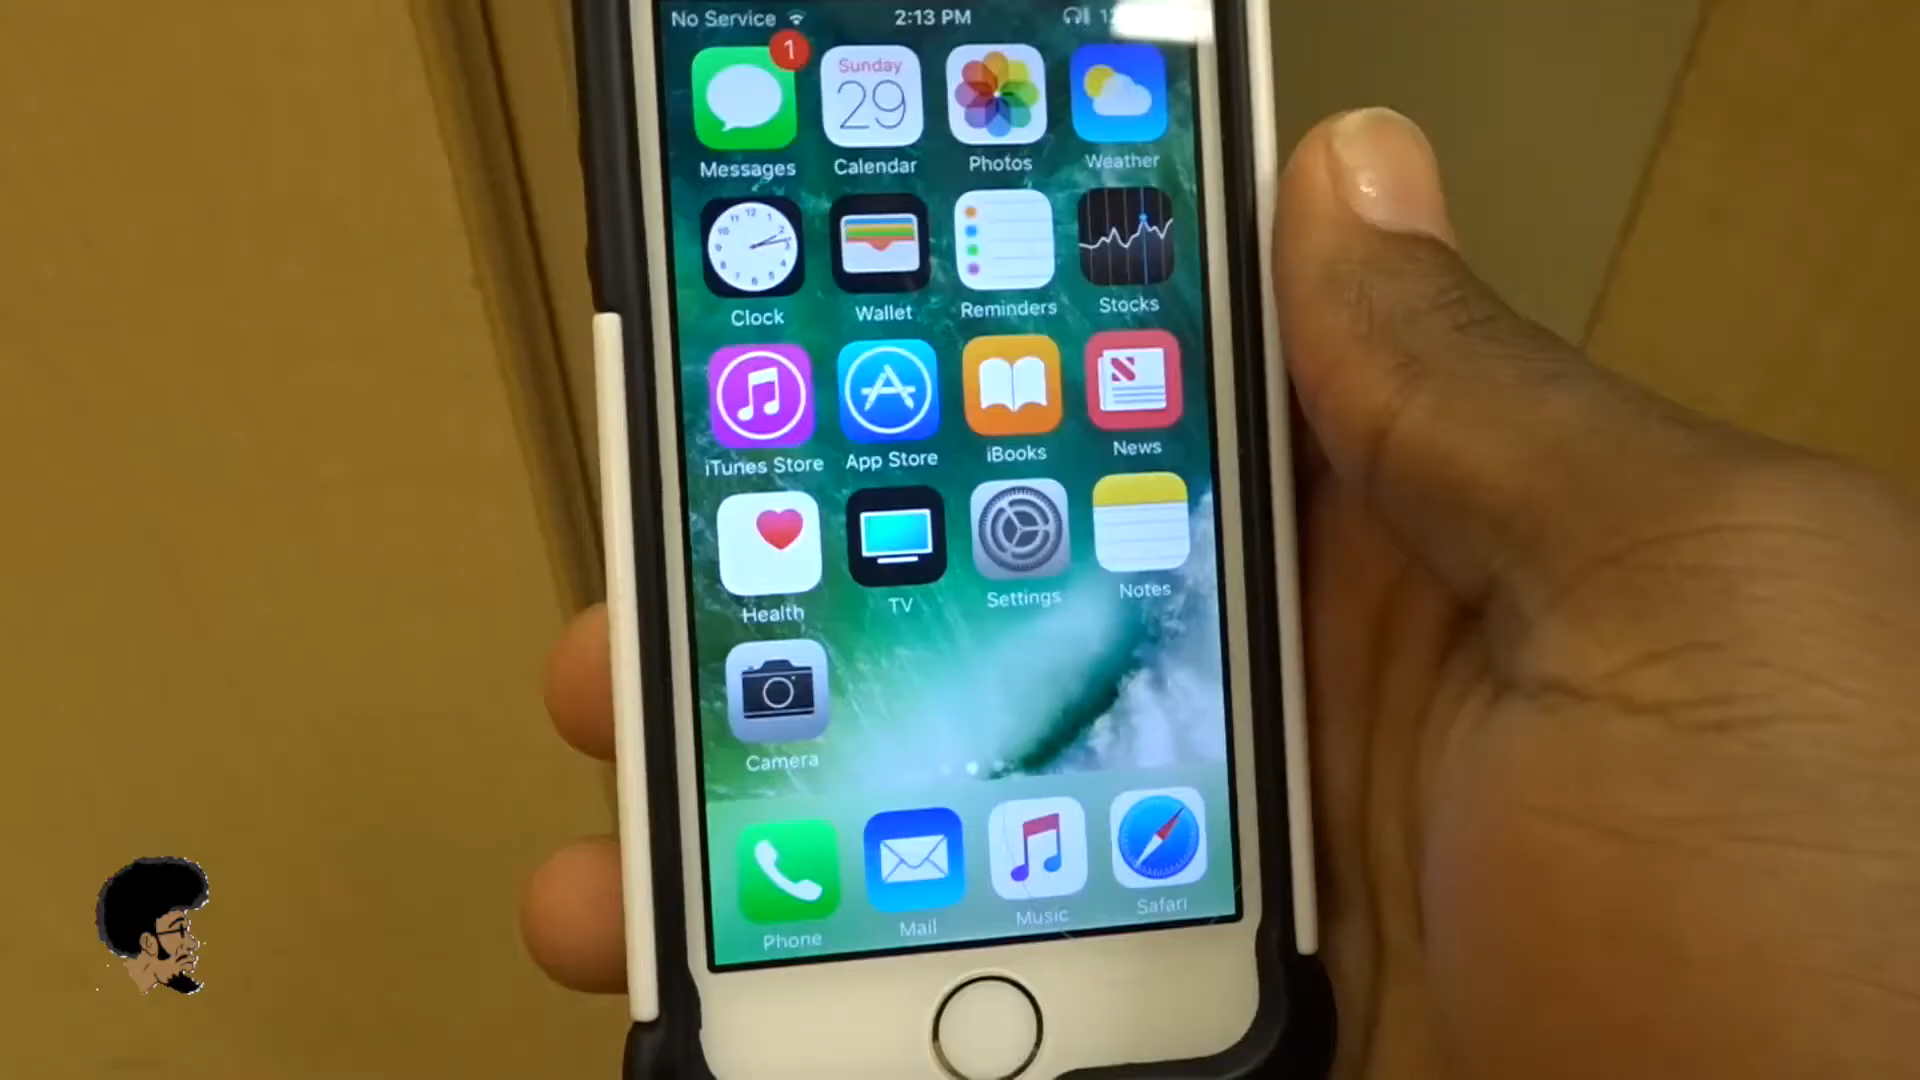 No Service 2:13 PM
1
Sunday
29
Messages Calendar Photos Weather
Clock Wallet Reminders Stocks
iTunes Store App Store iBooks News
Health TV Settings Notes
Camera
Phone Mail Music Safari